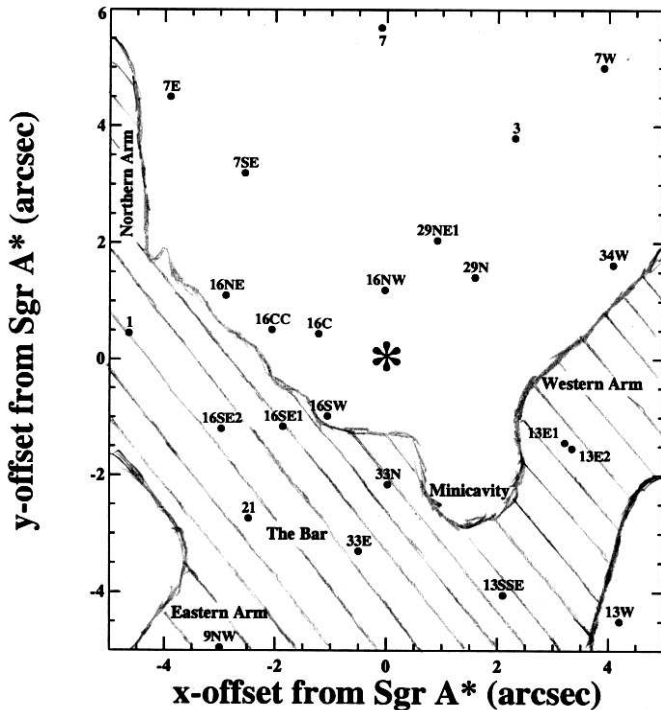 6
7
7W
7E
4
3
7SE
Northern Arm
29NE1
2
34W
16NE
16NW
29N
1
16CC
16C
0
*
Western Arm
16SE2
16SE1
16SW
13E1
13E2
-2
33N
Minicavity
21
The Bar
33E
-4
13SSE
Eastern Arm
13W
9NW
-4
-2
0
2
4
x-offset from Sgr A* (arcsec)
y-offset from Sgr A* (arcsec)